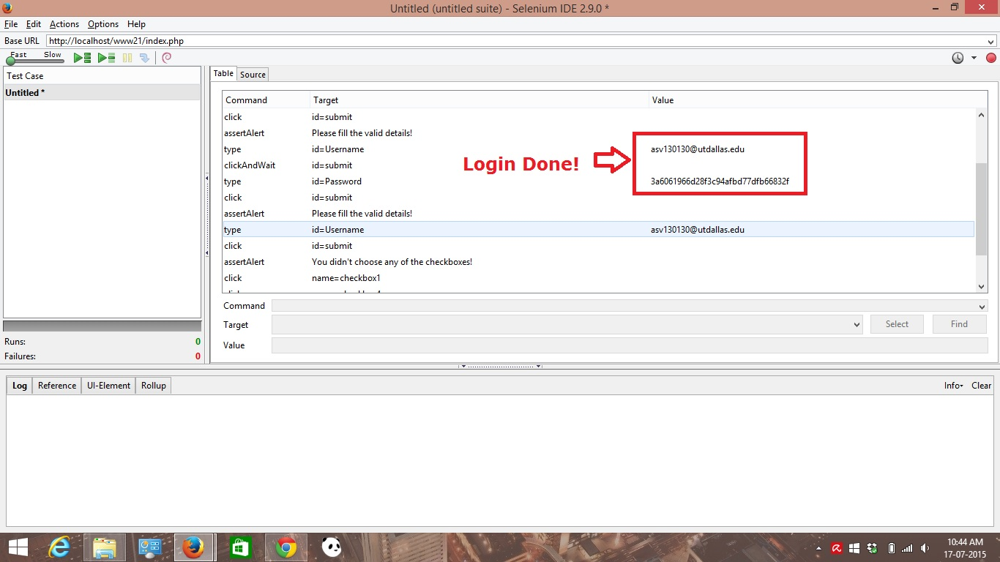 Untitled (untitled suite) - Selenium IDE 2.9.0 *
File Edit Actions Options Help
Base URL http://localhost/www21/index.php
Fast Slow
Test Case
Untitled *
Runs: 0
Failures: 0
Table Source
Command Target Value
click id=submit
assertAlert Please fill the valid details!
type id=Username asv130130@utdallas.edu
clickAndWait id=submit
type id=Password 3a6061966d28f3c94afbd77dfb66832f
click id=submit
assertAlert Please fill the valid details!
type id=Username asv130130@utdallas.edu
click id=submit
assertAlert You didn't choose any of the checkboxes!
click name=checkbox1
Login Done!
Command
Target Select Find
Value
Log Reference UI-Element Rollup Info Clear
10:44 AM
17-07-2015